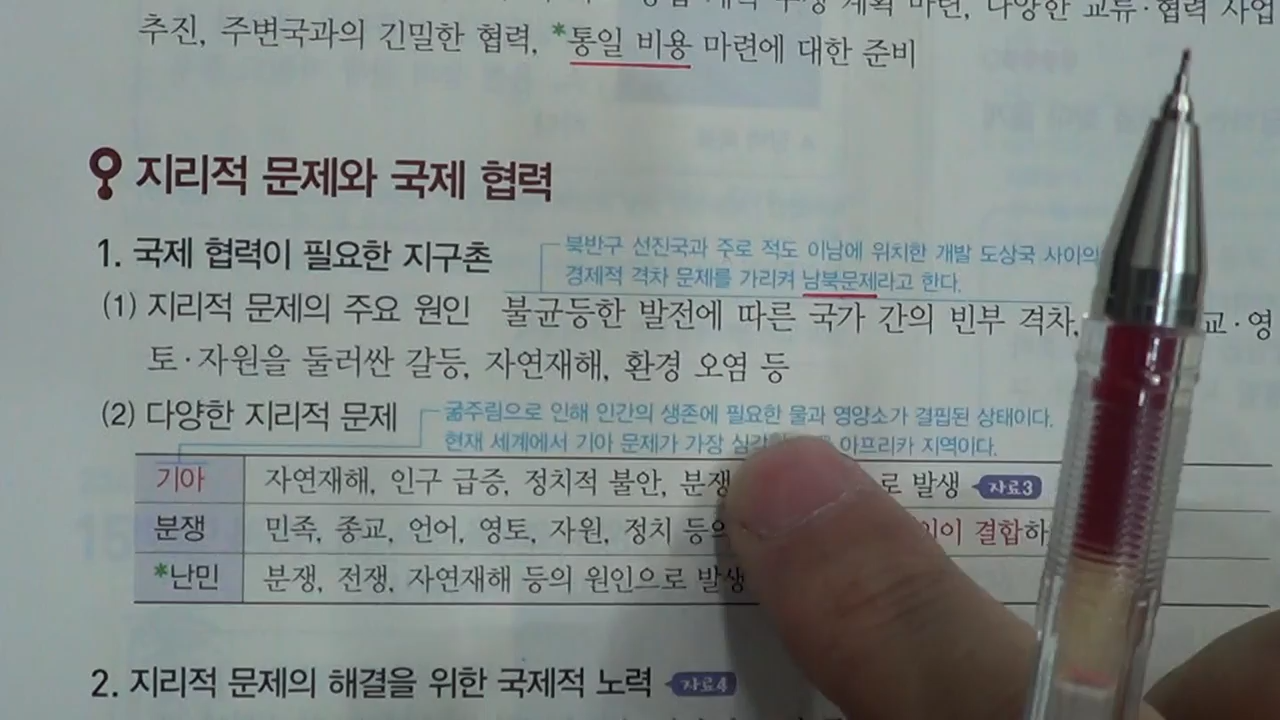 계획 마련, 다양한 교류·협력 사업
추진, 주변국과의 긴밀한 협력, *통일 비용 마련에 대한 준비
지리적 문제와 국제 협력
1. 국제 협력이 필요한 지구촌
북반구 선진국과 주로 적도 이남에 위치한 개발 도상국 사이의
경제적 격차 문제를 가리켜 남북문제라고 한다.
(1) 지리적 문제의 주요 원인 불균등한 발전에 따른 국가 간의 빈부 격차, 교·영
토·자원을 둘러싼 갈등, 자연재해, 환경 오염 등
(2) 다양한 지리적 문제
굶주림으로 인해 인간의 생존에 필요한 물과 영양소가 결핍된 상태이다.
현재 세계에서 기아 문제가 가장 아프리카 지역이다.
기아 자연재해, 인구 급증, 정치적 불안, 분쟁 로 발생 자료3
분쟁 민족, 종교, 언어, 영토, 자원, 정치 등의 결합하
*난민 분쟁, 전쟁, 자연재해 등의 원인으로 발생
2. 지리적 문제의 해결을 위한 국제적 노력 자료4